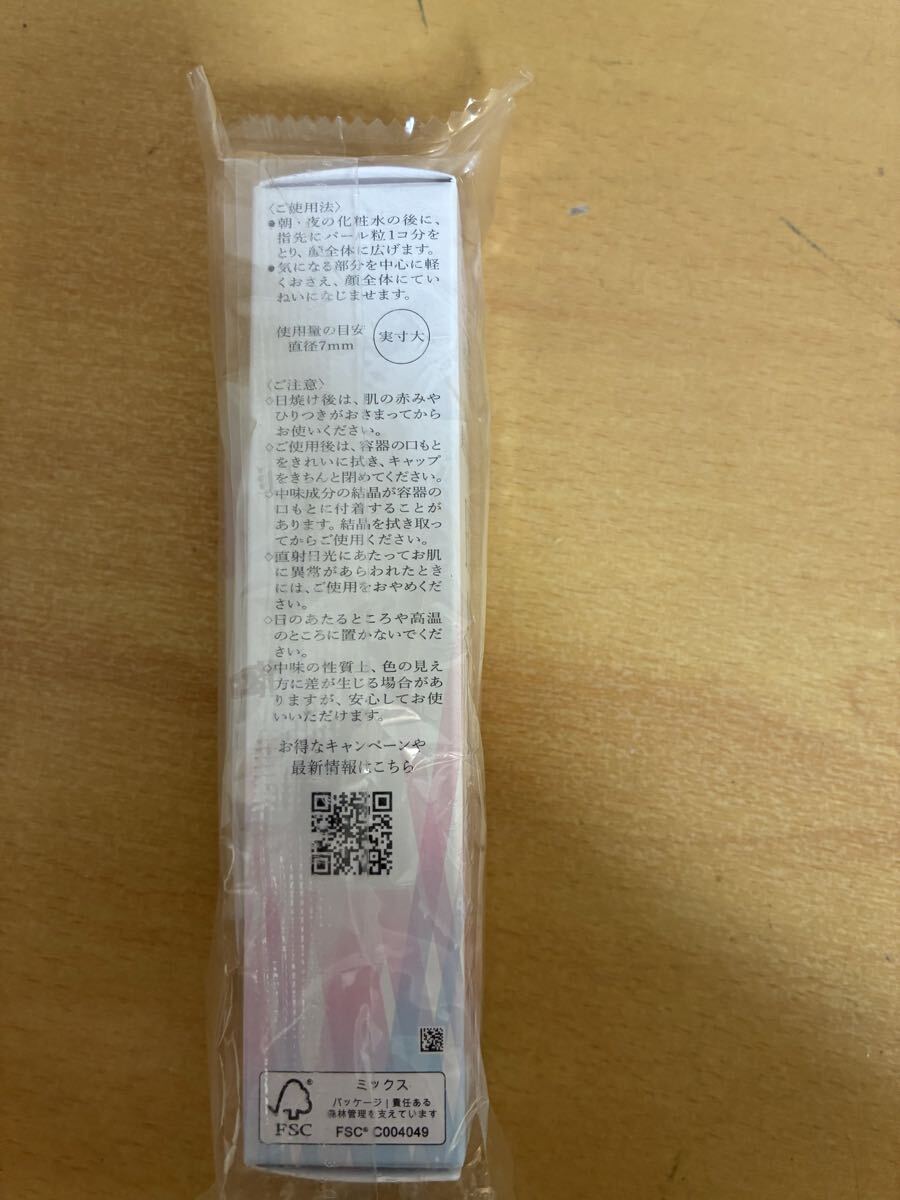 〈ご使用法〉
●朝・夜の化粧水の後に、
指先にパール粒1コ分を
とり、顔全体に広げます。
●気になる部分を中心に軽
くおさえ、顔全体にてい
ねいになじませます。
使用量の目安
直径7mm
実寸大
〈ご注意〉
◇日焼け後は、肌の赤みや
ひりつきがおさまってから
お使いください。
◇ご使用後は、容器の口もと
をきれいに拭き、キャップ
をきちんと閉めてください。
◇中味成分の結晶が容器の
口もとに付着することが
あります。結晶を拭き取っ
てからご使用ください。
◇直射日光にあたってお肌
に異常があらわれたとき
には、ご使用をおやめくだ
さい。
◇日のあたるところや高温
のところに置かないでくだ
さい。
◇中味の性質上、色の見え
方に差が生じる場合があ
りますが、安心してお使
いいただけます。
お得なキャンペーンや
最新情報はこちら
ミックス
パッケージ | 責任ある
森林管理を支えています
FSC® C004049
®
FSC